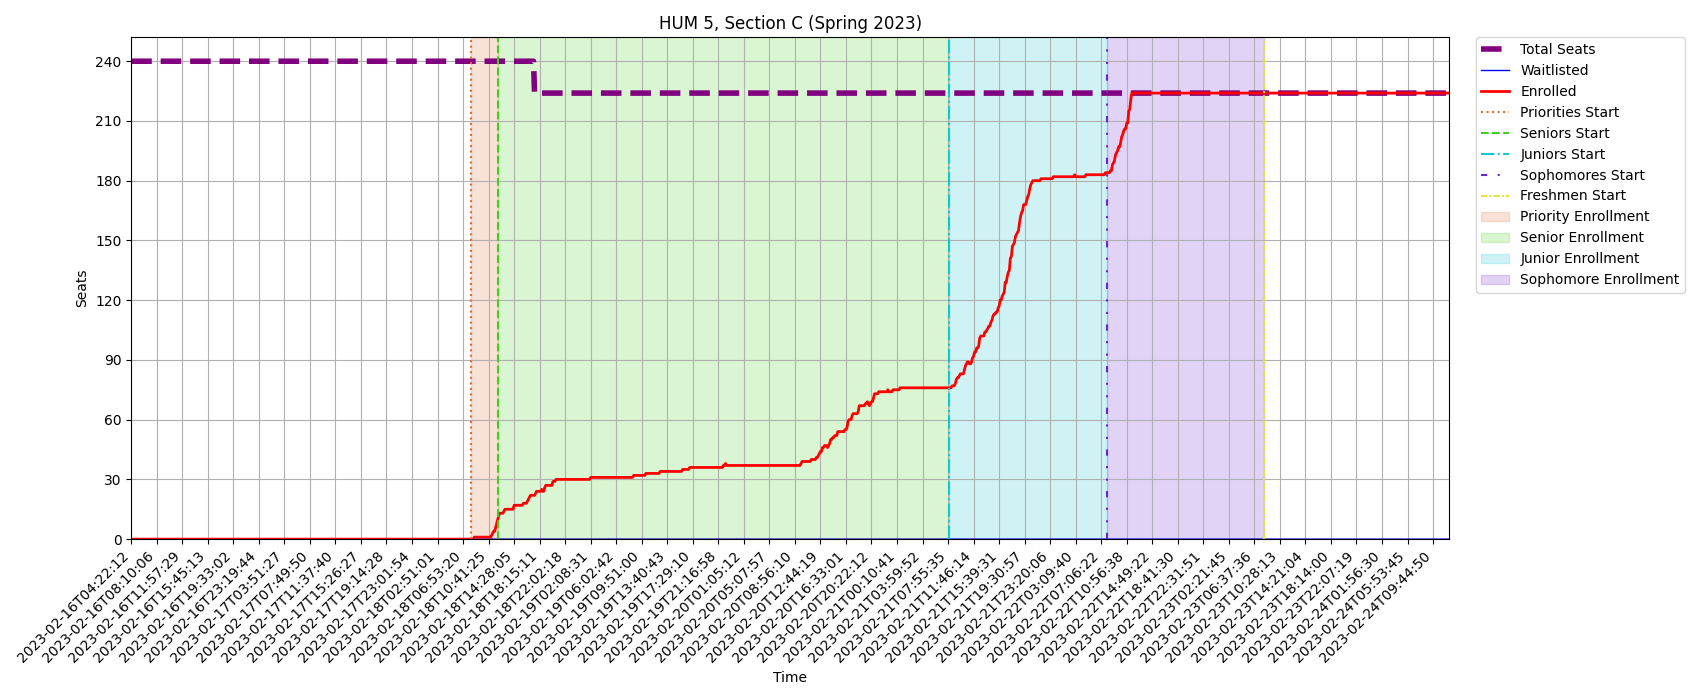 HUM 5, Section C (Spring 2023)
Seats
240
210
180
150
120
90
60
30
0
2023-02-16T04:22:12
2023-02-16T08:10:06
2023-02-16T11:57:29
2023-02-16T15:45:13
2023-02-16T19:33:02
2023-02-16T23:19:44
2023-02-17T03:51:27
2023-02-17T07:49:50
2023-02-17T11:37:40
2023-02-17T15:26:27
2023-02-17T19:14:28
2023-02-17T23:01:54
2023-02-18T02:51:01
2023-02-18T06:53:20
2023-02-18T10:41:25
2023-02-18T14:28:05
2023-02-18T18:15:11
2023-02-18T22:02:18
2023-02-19T02:08:31
2023-02-19T06:02:42
2023-02-19T09:51:00
2023-02-19T13:40:43
2023-02-19T17:29:10
2023-02-19T21:16:58
2023-02-20T01:05:12
2023-02-20T05:07:57
2023-02-20T08:56:10
2023-02-20T12:44:19
2023-02-20T16:33:01
2023-02-20T20:22:12
2023-02-21T00:10:41
2023-02-21T03:59:52
2023-02-21T07:55:35
2023-02-21T11:46:14
2023-02-21T15:39:31
2023-02-21T19:30:57
2023-02-21T23:20:06
2023-02-22T03:09:40
2023-02-22T07:06:22
2023-02-22T10:56:38
2023-02-22T14:49:22
2023-02-22T18:41:30
2023-02-22T22:31:51
2023-02-23T02:21:45
2023-02-23T06:37:36
2023-02-23T10:28:13
2023-02-23T14:21:04
2023-02-23T18:14:00
2023-02-23T22:07:19
2023-02-24T01:56:30
2023-02-24T05:53:45
2023-02-24T09:44:50
Time
Total Seats
Waitlisted
Enrolled
Priorities Start
Seniors Start
Juniors Start
Sophomores Start
Freshmen Start
Priority Enrollment
Senior Enrollment
Junior Enrollment
Sophomore Enrollment